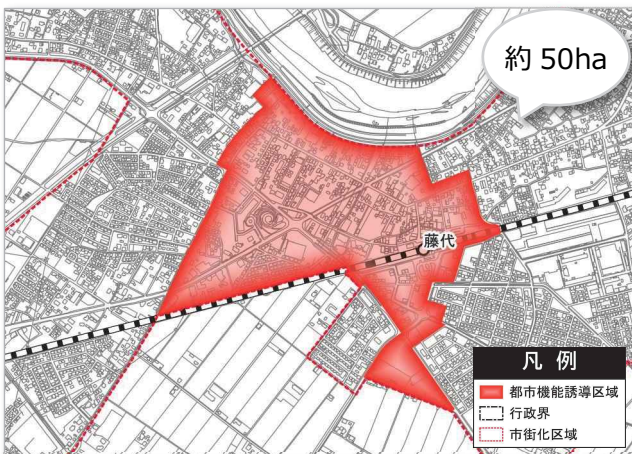 約 50ha
藤代
凡 例
都市機能誘導区域
行政界
市街化区域